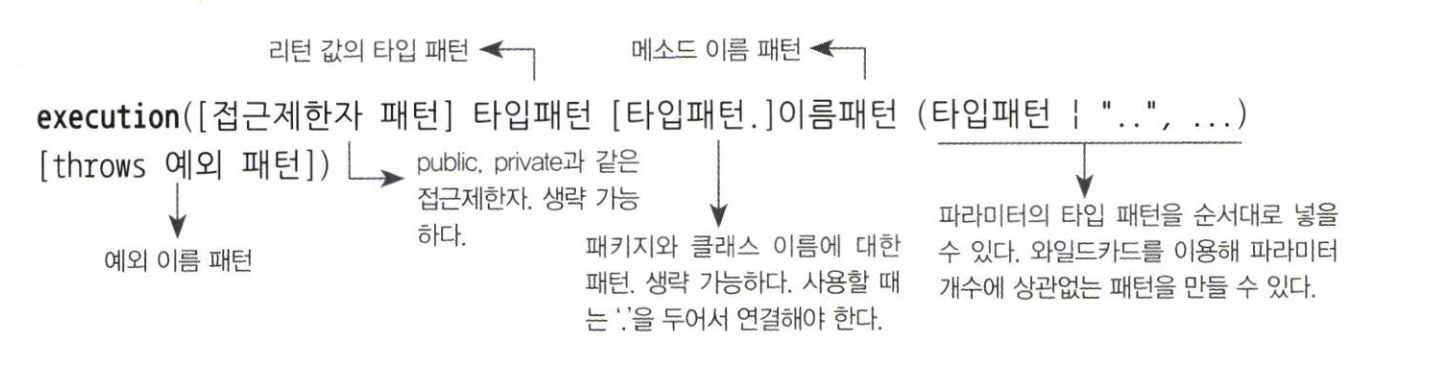 리턴 값의 타입 패턴
메소드 이름 패턴
execution([접근제한자 패턴] 타입패턴 [타입패턴.]이름패턴 (타입패턴 | "..", ...)
[throws 예외 패턴])
public, private과 같은
접근제한자. 생략 가능
하다.
예외 이름 패턴
패키지와 클래스 이름에 대한
패턴. 생략 가능하다. 사용할 때
는 '.'을 두어서 연결해야 한다.
파라미터의 타입 패턴을 순서대로 넣을
수 있다. 와일드카드를 이용해 파라미터
개수에 상관없는 패턴을 만들 수 있다.